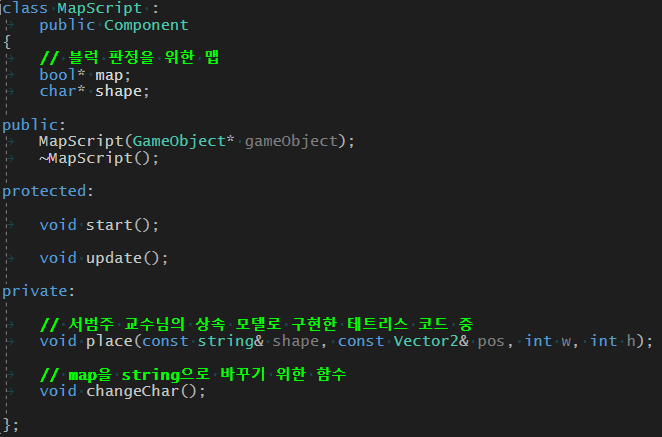 class MapScript :
    public Component
{
    // 블럭 판정을 위한 맵
    bool* map;
    char* shape;

public:
    MapScript(GameObject* gameObject);
    ~MapScript();

protected:

    void start();

    void update();

private:

    // 서범주 교수님의 상속 모델로 구현한 테트리스 코드 중
    void place(const string& shape, const Vector2& pos, int w, int h);

    // map을 string으로 바꾸기 위한 함수
    void changeChar();

};